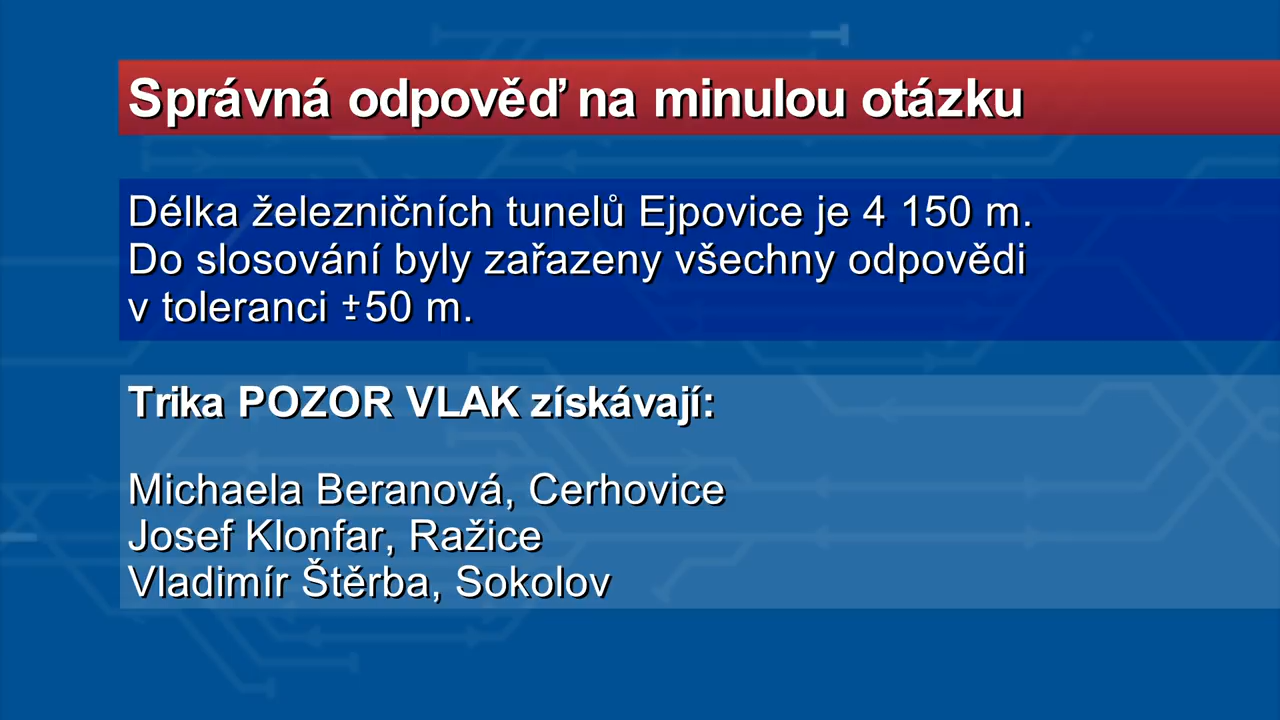 Správná odpověď na minulou otázku
Délka železničních tunelů Ejpovice je 4 150 m.
Do slosování byly zařazeny všechny odpovědi
v toleranci ±50 m.
Trika POZOR VLAK získávají:
Michaela Beranová, Cerhovice
Josef Klonfar, Ražice
Vladimír Štěrba, Sokolov